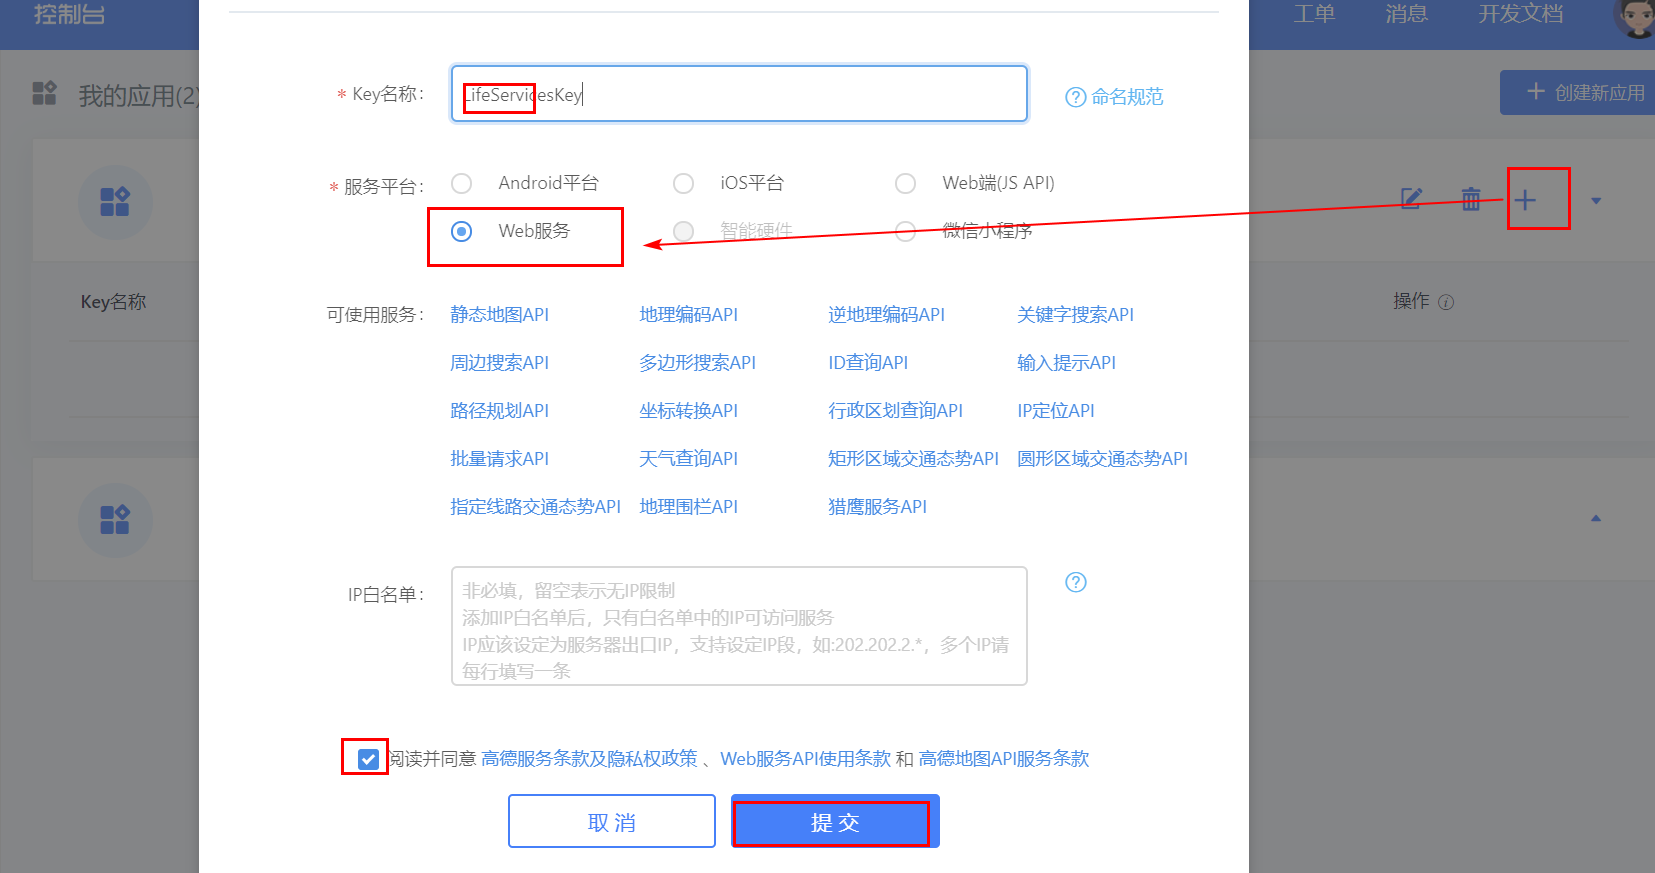 控制台
工单 消息 开发文档
我的应用(2)
创建新应用
* Key名称:
LifeServicesKey
命名规范
* 服务平台:
Android平台 iOS平台 Web端(JS API)
Web服务 智能硬件 微信小程序
Key名称
操作
可使用服务:
静态地图API 地理编码API 逆地理编码API 关键字搜索API
周边搜索API 多边形搜索API ID查询API 输入提示API
路径规划API 坐标转换API 行政区划查询API IP定位API
批量请求API 天气查询API 矩形区域交通态势API 圆形区域交通态势API
指定线路交通态势API 地理围栏API 猎鹰服务API
IP白名单:
非必填，留空表示无IP限制
添加IP白名单后，只有白名单中的IP可访问服务
IP应该设定为服务器出口IP，支持设定IP段，如:202.202.2.*，多个IP请
每行填写一条
阅读并同意 高德服务条款及隐私权政策 、Web服务API使用条款 和 高德地图API服务条款
取消 提交